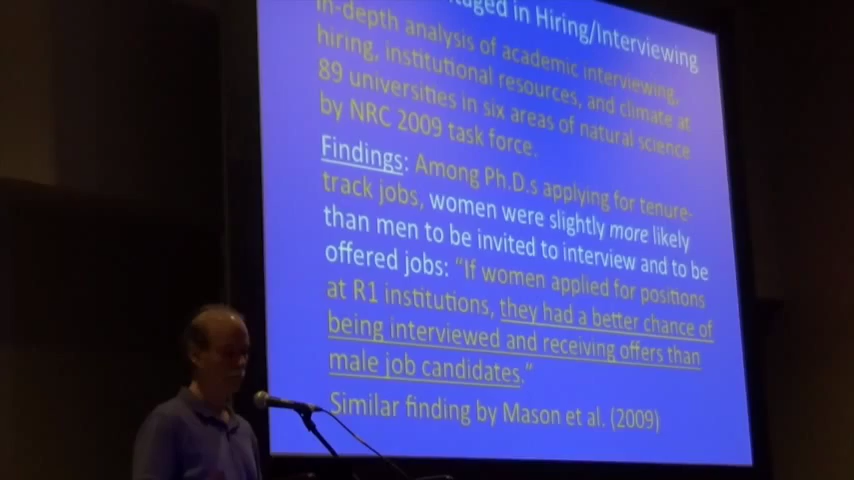 in Hiring/Interviewing
In-depth analysis of academic interviewing,
hiring, institutional resources, and climate at
89 universities in six areas of natural science
by NRC 2009 task force.
Findings: Among Ph.D.s applying for tenure-
track jobs, women were slightly more likely
than men to be invited to interview and to be
offered jobs: “If women applied for positions
at R1 institutions, they had a better chance of
being interviewed and receiving offers than
male job candidates.”
Similar finding by Mason et al. (2009)